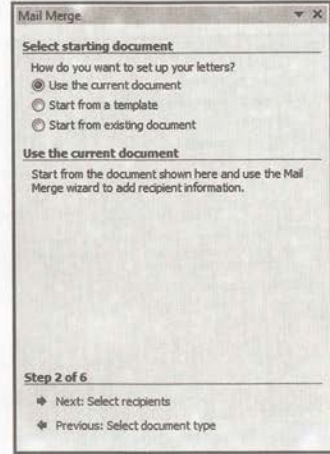 Mail Merge
Select starting document
How do you want to set up your letters?
Use the current document
Start from a template
Start from existing document
Use the current document
Start from the document shown here and use the Mail
Merge wizard to add recipient information.
Step 2 of 6
Next: Select recipients
Previous: Select document type